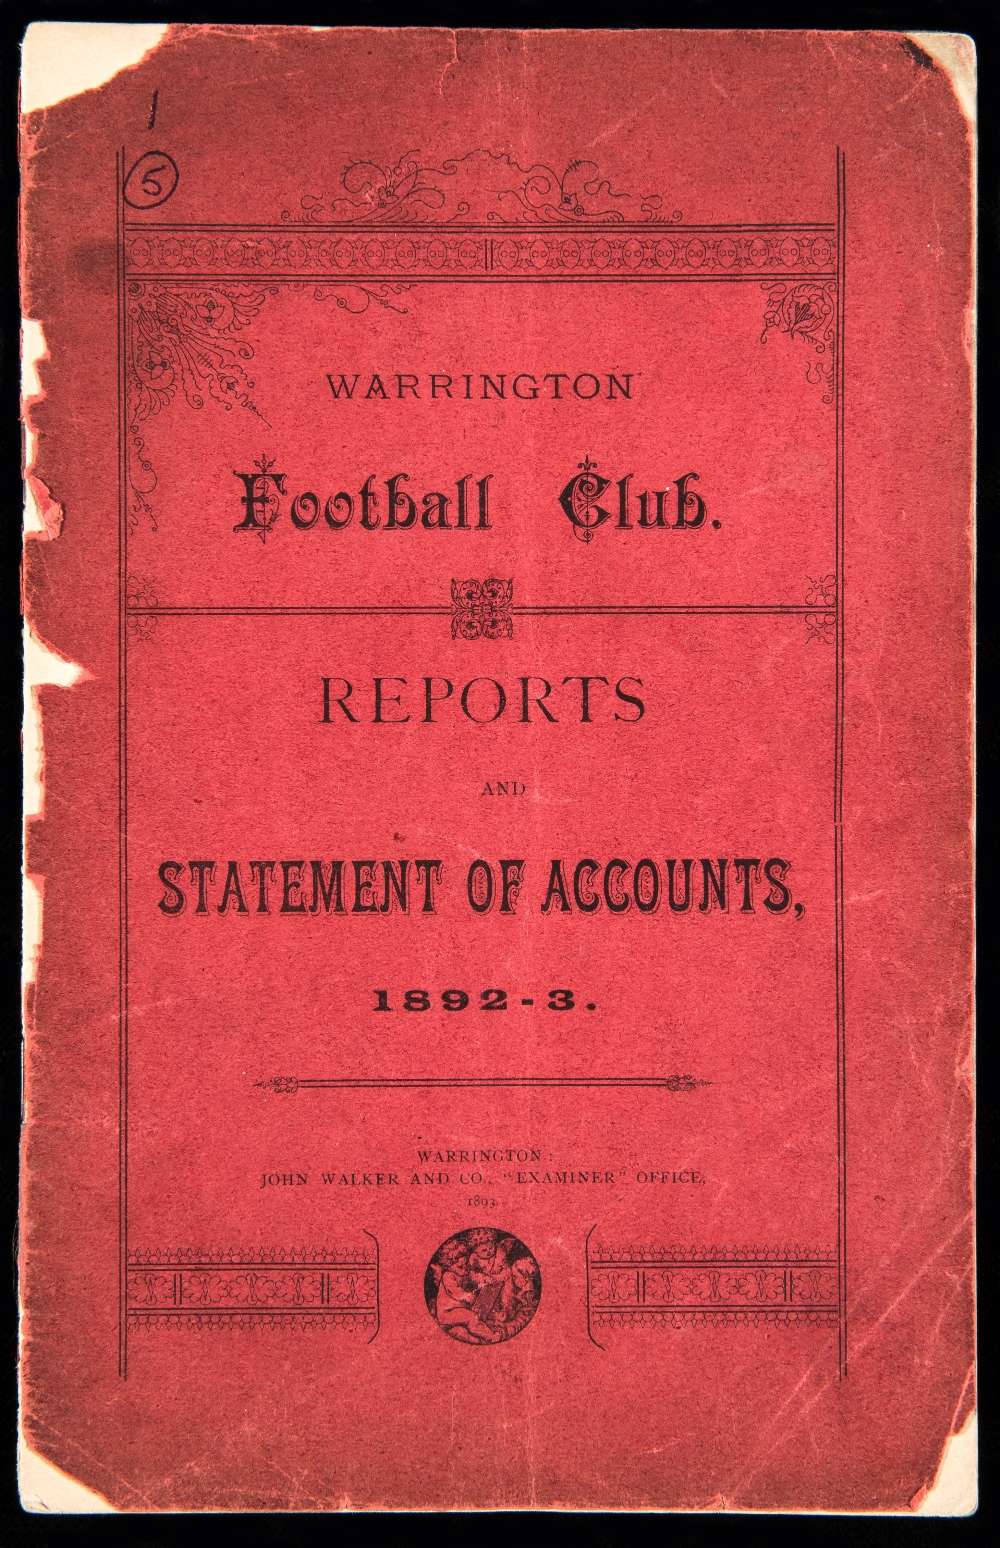 1
5
WARRINGTON
Football Club.
REPORTS
AND
STATEMENT OF ACCOUNTS,
1892-3.
WARRINGTON:
JOHN WALKER AND CO., "EXAMINER" OFFICE,
1893.